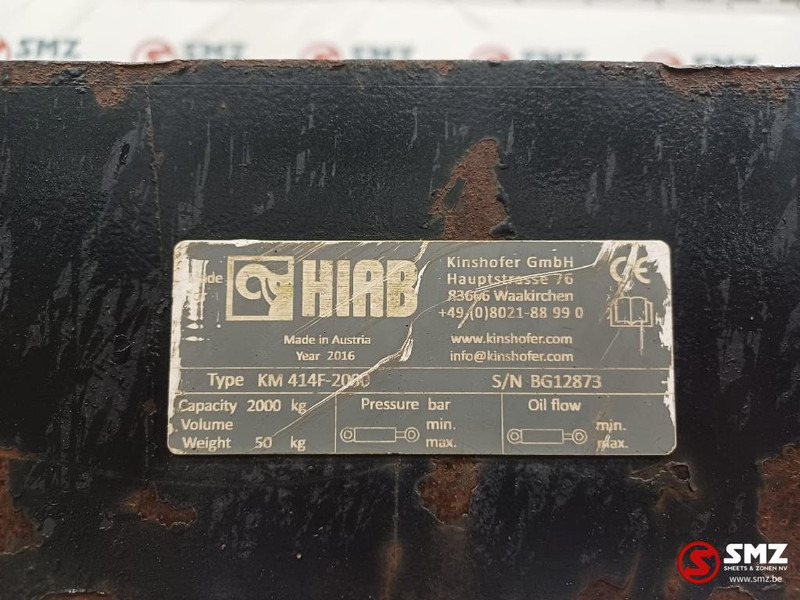 SMZ SMZ SMZ SMZ SMZ
HIAB
Kinshofer GmbH
Hauptstrasse 76
83666 Waakirchen
+49 (0)8021-88 99 0
Made in Austria
Year 2016
www.kinshofer.com
info@kinshofer.com
CE
Type KM 414F-2000 S/N BG12873
Capacity 2000 kg Pressure bar Oil flow
Volume min. min.
Weight 50 kg max. max.
SMZ
SMEETS & ZONEN NV
www.smz.be